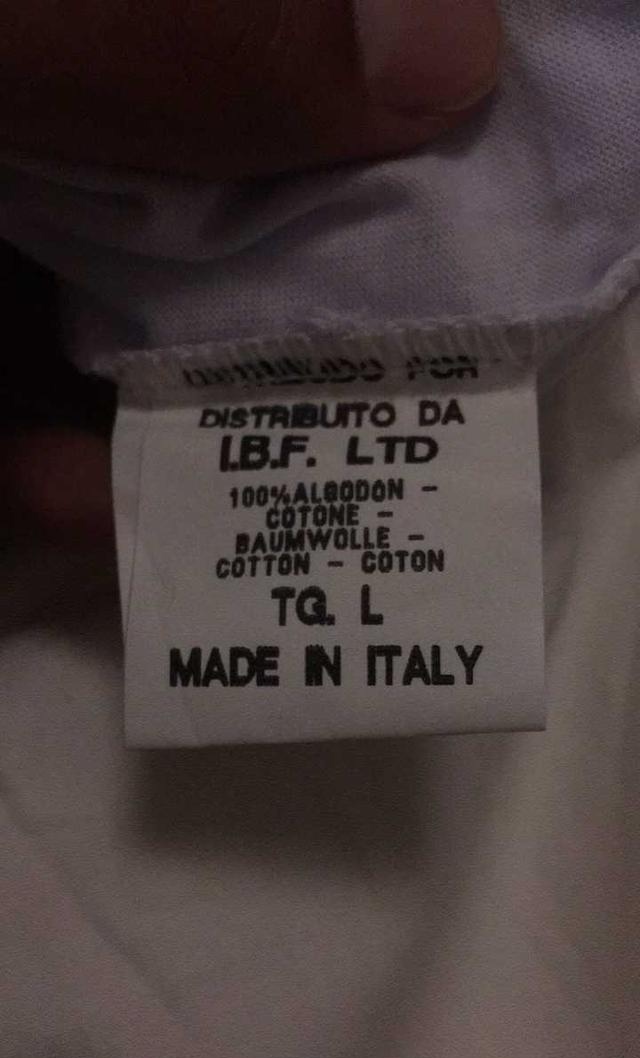 DISTRIBUITO DA
I.B.F. LTD
100%ALGODON -
COTONE -
BAUMWOLLE -
COTTON - COTON
TG. L
MADE IN ITALY